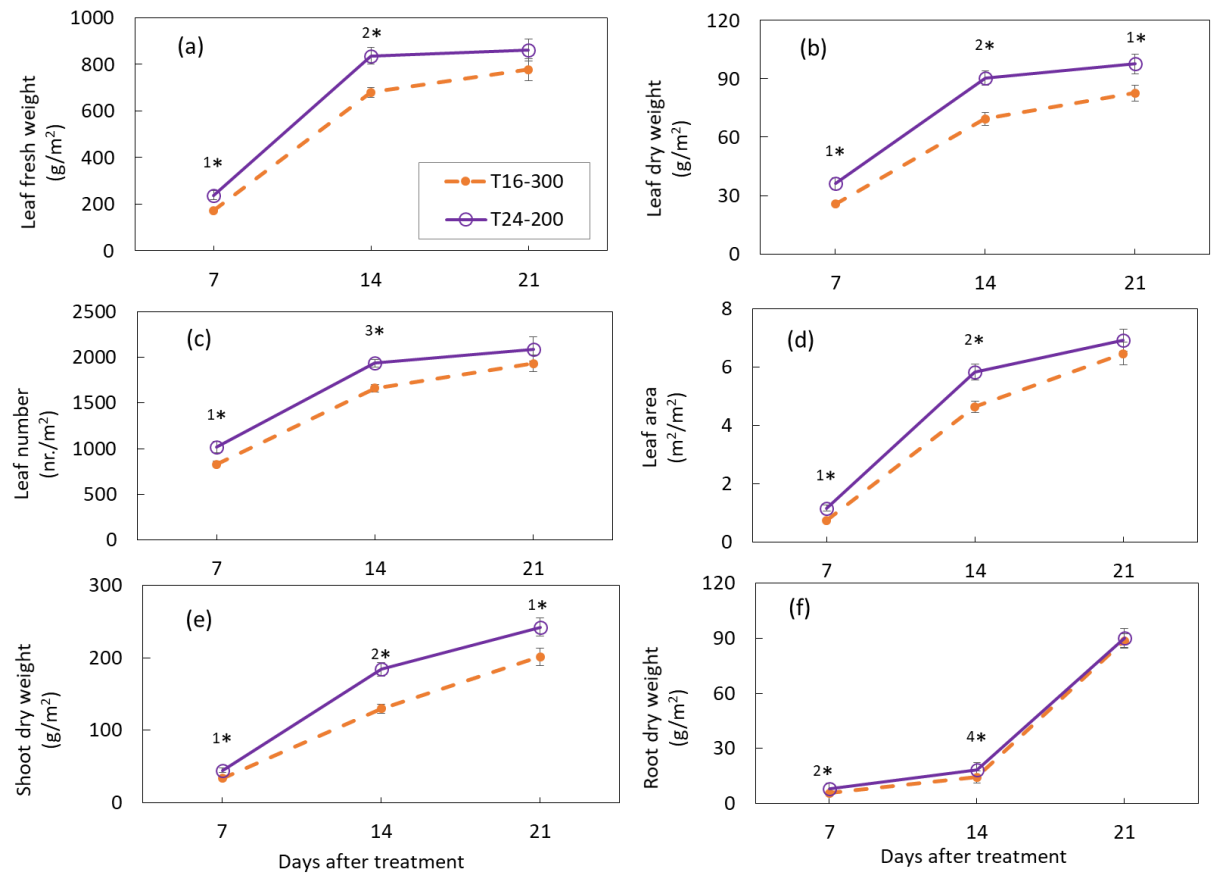 (a)
Leaf fresh weight
(g/m²)
1000
800
600
400
200
0
1*
2*
T16-300
T24-200
7
14
21
(b)
Leaf dry weight
(g/m²)
120
90
60
30
0
1*
2*
1*
7
14
21
(c)
Leaf number
(nr./m²)
2500
2000
1500
1000
500
0
1*
3*
7
14
21
(d)
Leaf area
(m²/m²)
8
6
4
2
0
1*
2*
7
14
21
(e)
Shoot dry weight
(g/m²)
300
200
100
0
1*
2*
1*
7
14
21
Days after treatment
(f)
Root dry weight
(g/m²)
120
90
60
30
0
2*
4*
7
14
21
Days after treatment